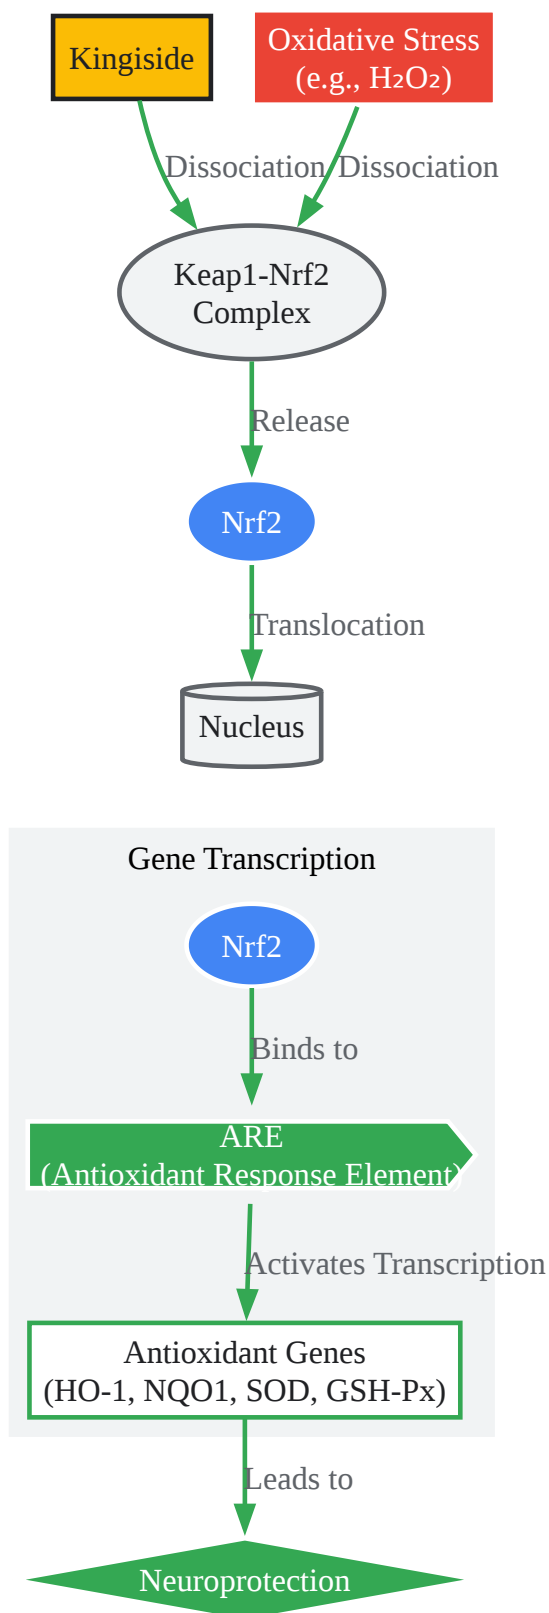 Kingiside
Oxidative Stress
(e.g., H₂O₂)
Dissociation
Dissociation
Keap1-Nrf2
Complex
Release
Nrf2
Translocation
Nucleus
Gene Transcription
Nrf2
Binds to
ARE
(Antioxidant Response Element)
Activates Transcription
Antioxidant Genes
(HO-1, NQO1, SOD, GSH-Px)
Leads to
Neuroprotection